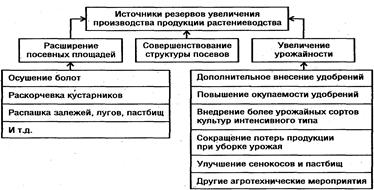 Источники резервов увеличения
производства продукции растениеводства
Расширение
посевных площадей
Совершенствование
структуры посевов
Увеличение
урожайности
Осушение болот
Раскорчевка кустарников
Распашка залежей, лугов, пастбищ
И т.д.
Дополнительное внесение удобрений
Повышение окупаемости удобрений
Внедрение более урожайных сортов
культур интенсивного типа
Сокращение потерь продукции
при уборке урожая
Улучшение сенокосов и пастбищ
Другие агротехнические мероприятия